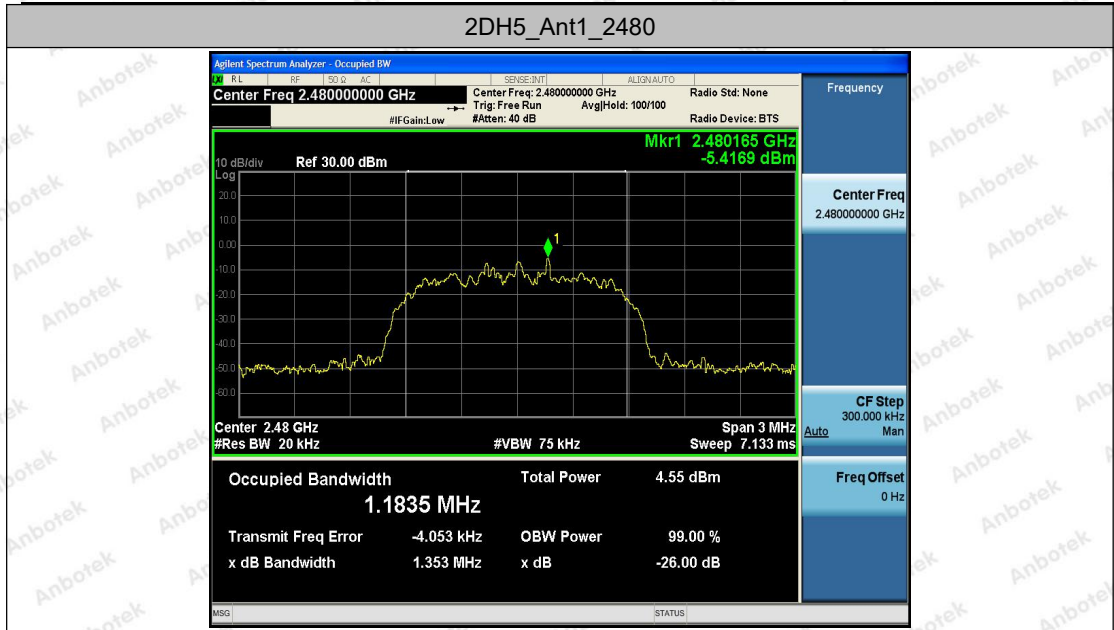 2DH5_Ant1_2480
Agilent Spectrum Analyzer - Occupied BW
LXI RL RF 50 Ω AC SENSE:INT ALIGNAUTO
Center Freq 2.480000000 GHz
Center Freq: 2.480000000 GHz Radio Std: None
Trig: Free Run Avg|Hold: 100/100
#IFGain:Low #Atten: 40 dB Radio Device: BTS
Mkr1 2.480165 GHz
-5.4169 dBm
10 dB/div Ref 30.00 dBm
Log
20.0
10.0
0.00
-10.0
-20.0
-30.0
-40.0
-50.0
-60.0
1
Center 2.48 GHz Span 3 MHz
#Res BW 20 kHz #VBW 75 kHz Sweep 7.133 ms
Occupied Bandwidth Total Power 4.55 dBm
1.1835 MHz
Transmit Freq Error -4.053 kHz OBW Power 99.00 %
x dB Bandwidth 1.353 MHz x dB -26.00 dB
MSG STATUS
Frequency
Center Freq
2.480000000 GHz
CF Step
300.000 kHz
Auto Man
Freq Offset
0 Hz
Anbotek